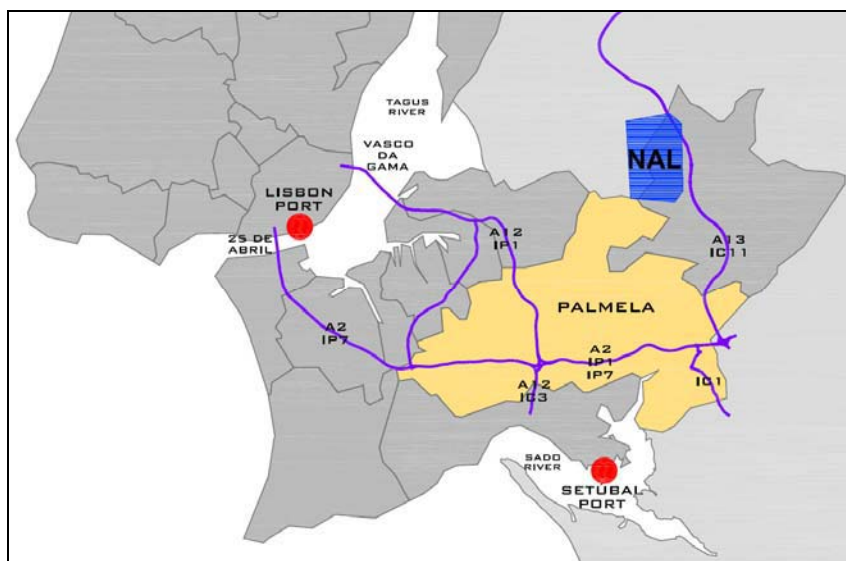 TAGUS
RIVER
VASCO
DA
GAMA
NAL
LISBON
PORT
25 DE
ABRIL
A12
IP1
A13
IC11
PALMELA
A2
IP7
A2
IP1
IP7
A12
IC3
IC1
SADO
RIVER
SETUBAL
PORT